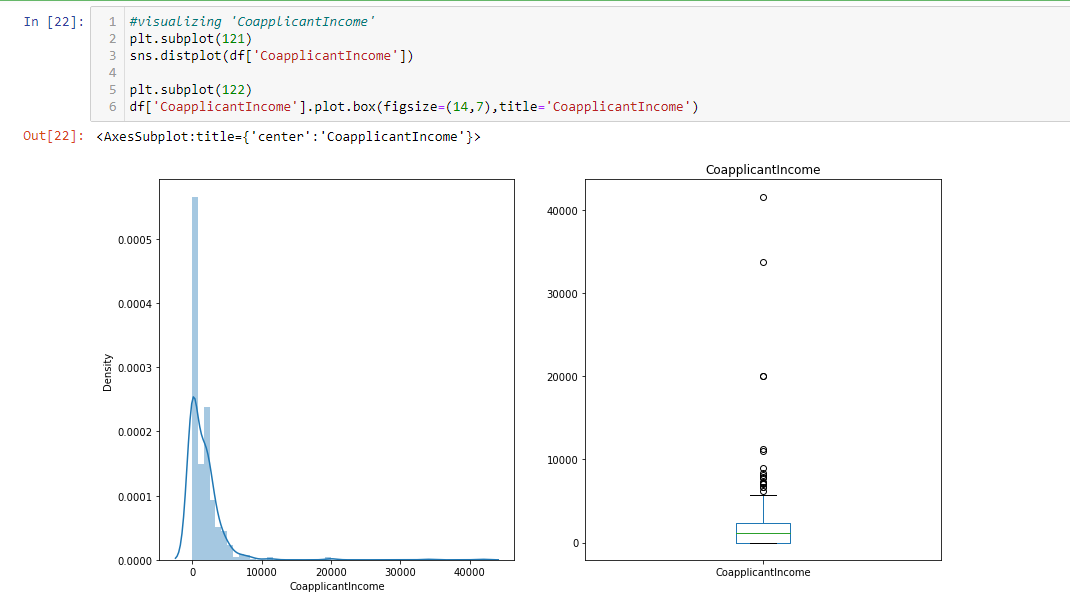 In [22]:
1 #visualizing 'CoapplicantIncome'
2 plt.subplot(121)
3 sns.distplot(df['CoapplicantIncome'])
4
5 plt.subplot(122)
6 df['CoapplicantIncome'].plot.box(figsize=(14,7),title='CoapplicantIncome')
Out[22]: <AxesSubplot:title={'center':'CoapplicantIncome'}>
0.0005
0.0004
0.0003
0.0002
0.0001
0.0000
Density
0 10000 20000 30000 40000
CoapplicantIncome
CoapplicantIncome
40000
30000
20000
10000
0
CoapplicantIncome